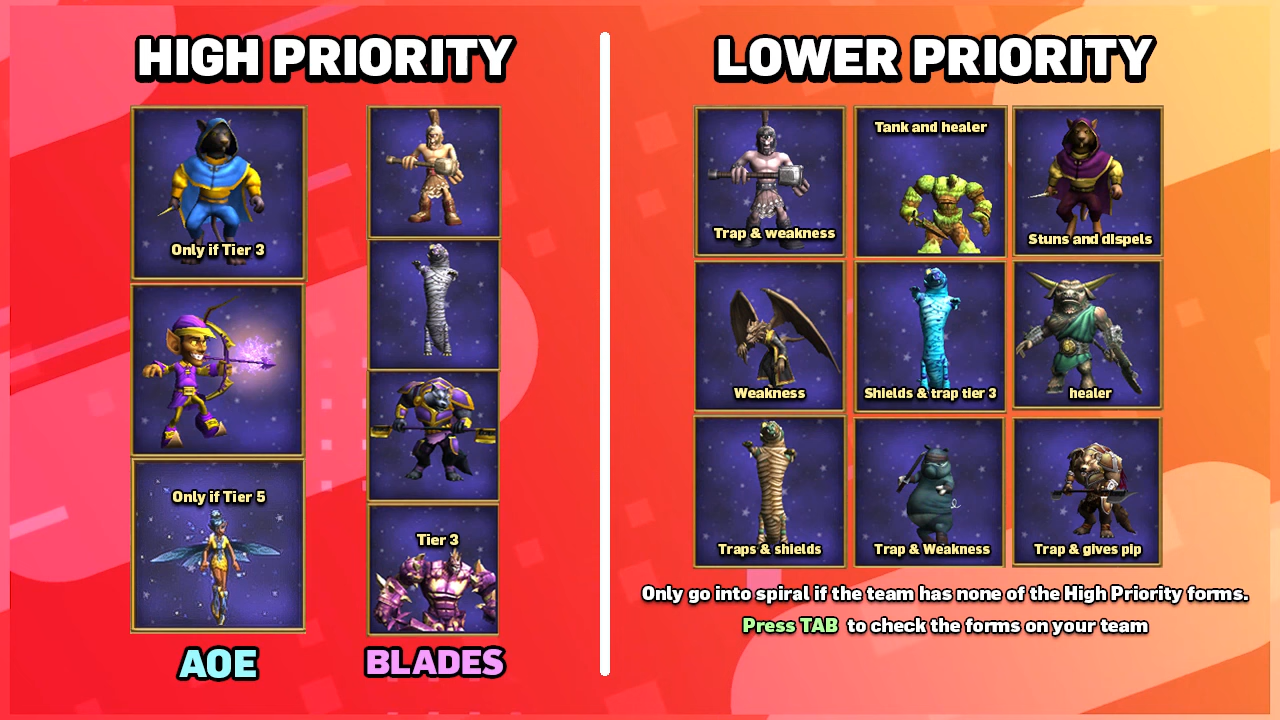 HIGH PRIORITY
Only if Tier 3
Only if Tier 5
AOE
Tier 3
BLADES
LOWER PRIORITY
Trap & weakness
Tank and healer
Stuns and dispels
Weakness
Shields & trap tier 3
healer
Traps & shields
Trap & Weakness
Trap & gives pip
Only go into spiral if the team has none of the High Priority forms.
Press TAB to check the forms on your team